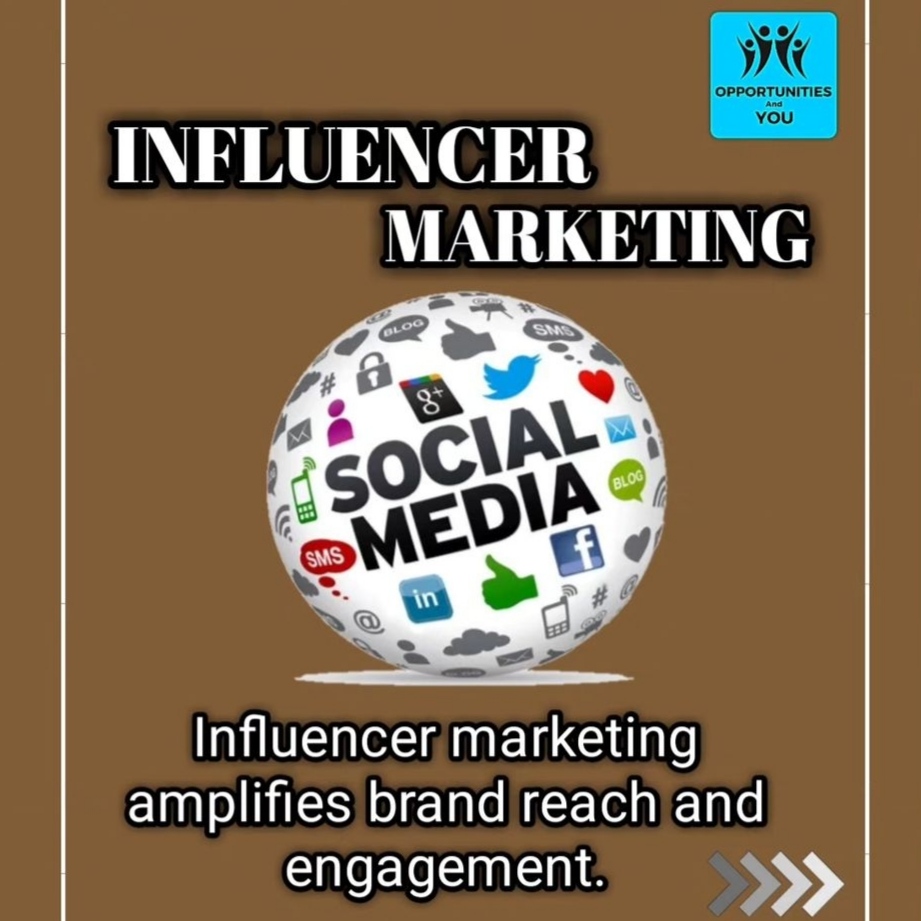 OPPORTUNITIES
And
YOU
INFLUENCER
MARKETING
BLOG
SMS
g+
SOCIAL
MEDIA
BLOG
SMS
f
in
Influencer marketing
amplifies brand reach and
engagement.